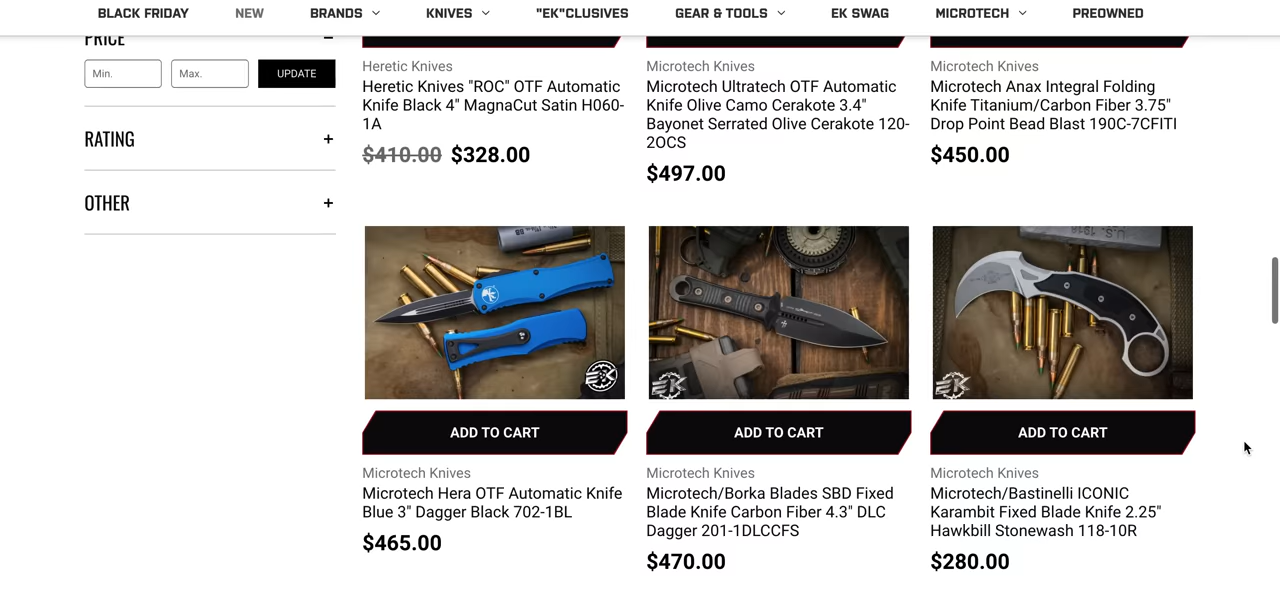 BLACK FRIDAY NEW BRANDS KNIVES "EK"CLUSIVES GEAR & TOOLS EK SWAG MICROTECH PREOWNED
PRICE
Min. Max. UPDATE
RATING
OTHER
Heretic Knives
Heretic Knives "ROC" OTF Automatic
Knife Black 4" MagnaCut Satin H060-
1A
$410.00 $328.00
Microtech Knives
Microtech Ultratech OTF Automatic
Knife Olive Camo Cerakote 3.4"
Bayonet Serrated Olive Cerakote 120-
2OCS
$497.00
Microtech Knives
Microtech Anax Integral Folding
Knife Titanium/Carbon Fiber 3.75"
Drop Point Bead Blast 190C-7CFITI
$450.00
EK
EK
U.S. 1918
EK
ADD TO CART
Microtech Knives
Microtech Hera OTF Automatic Knife
Blue 3" Dagger Black 702-1BL
$465.00
ADD TO CART
Microtech Knives
Microtech/Borka Blades SBD Fixed
Blade Knife Carbon Fiber 4.3" DLC
Dagger 201-1DLCCFS
$470.00
ADD TO CART
Microtech Knives
Microtech/Bastinelli ICONIC
Karambit Fixed Blade Knife 2.25"
Hawkbill Stonewash 118-10R
$280.00